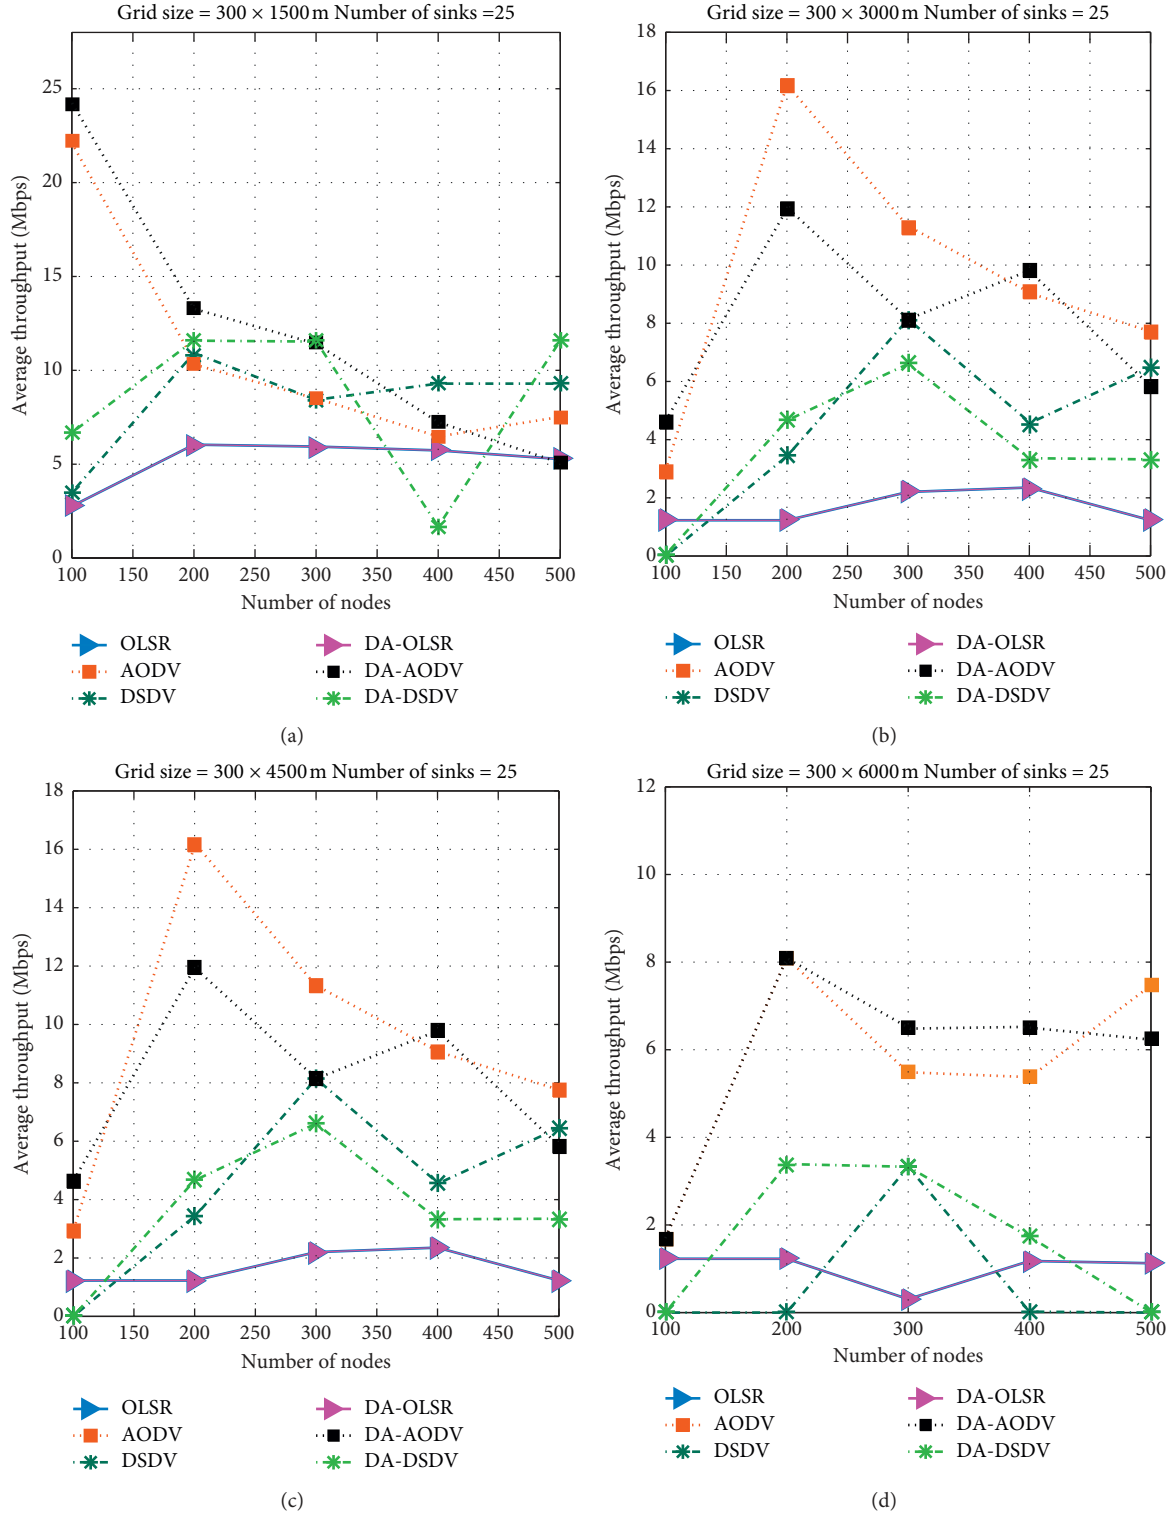 Grid size = 300 × 1500 m Number of sinks =25
Average throughput (Mbps)
25
20
15
10
5
0
100 150 200 250 300 350 400 450 500
Number of nodes
OLSR DA-OLSR
AODV DA-AODV
DSDV DA-DSDV
(a)
Grid size = 300 × 3000 m Number of sinks = 25
Average throughput (Mbps)
18
16
14
12
10
8
6
4
2
0
100 150 200 250 300 350 400 450 500
Number of nodes
OLSR DA-OLSR
AODV DA-AODV
DSDV DA-DSDV
(b)
Grid size = 300 × 4500 m Number of sinks = 25
Average throughput (Mbps)
18
16
14
12
10
8
6
4
2
0
100 150 200 250 300 350 400 450 500
Number of nodes
OLSR DA-OLSR
AODV DA-AODV
DSDV DA-DSDV
(c)
Grid size = 300 × 6000 m Number of sinks = 25
Average throughput (Mbps)
12
10
8
6
4
2
0
100 200 300 400 500
Number of nodes
OLSR DA-OLSR
AODV DA-AODV
DSDV DA-DSDV
(d)